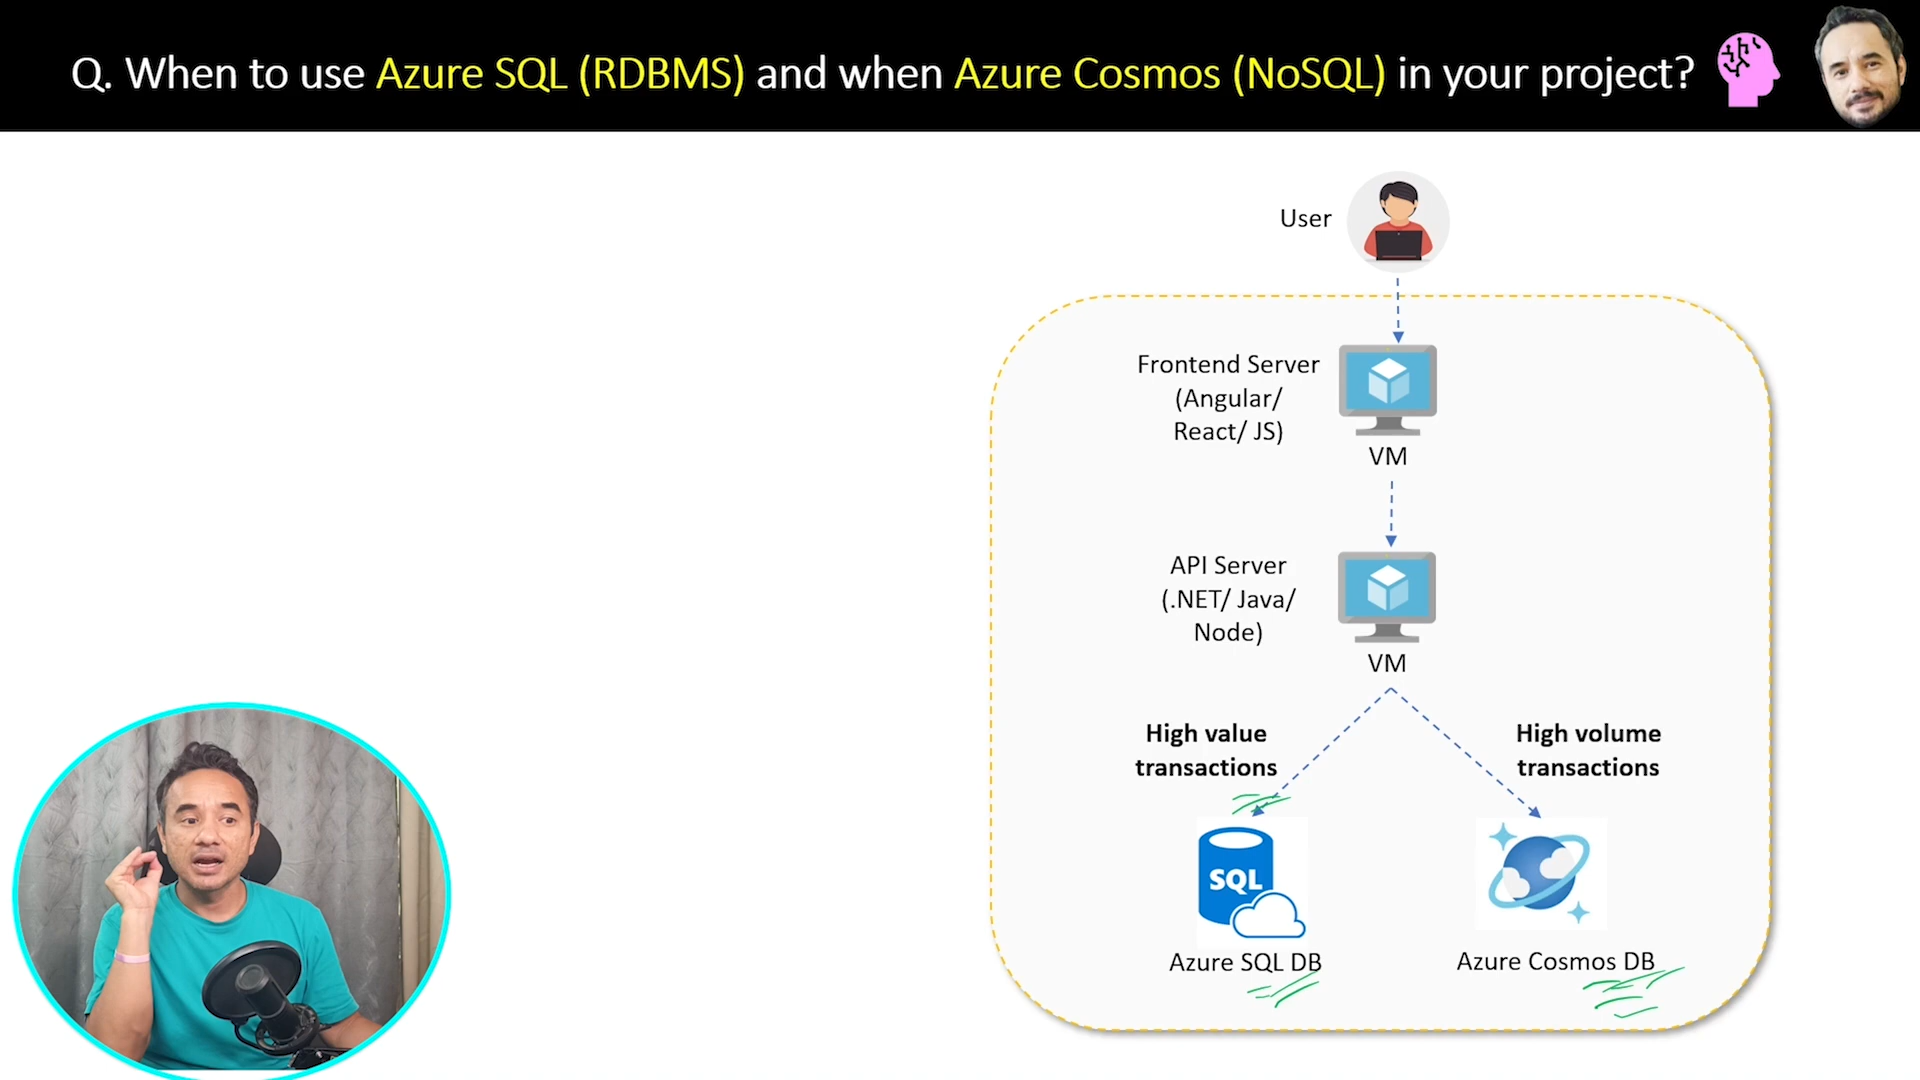 Q. When to use Azure SQL (RDBMS) and when Azure Cosmos (NoSQL) in your project?
User
Frontend Server
(Angular/
React/ JS)
VM
API Server
(.NET/ Java/
Node)
VM
High value
transactions
High volume
transactions
SQL
Azure SQL DB
Azure Cosmos DB